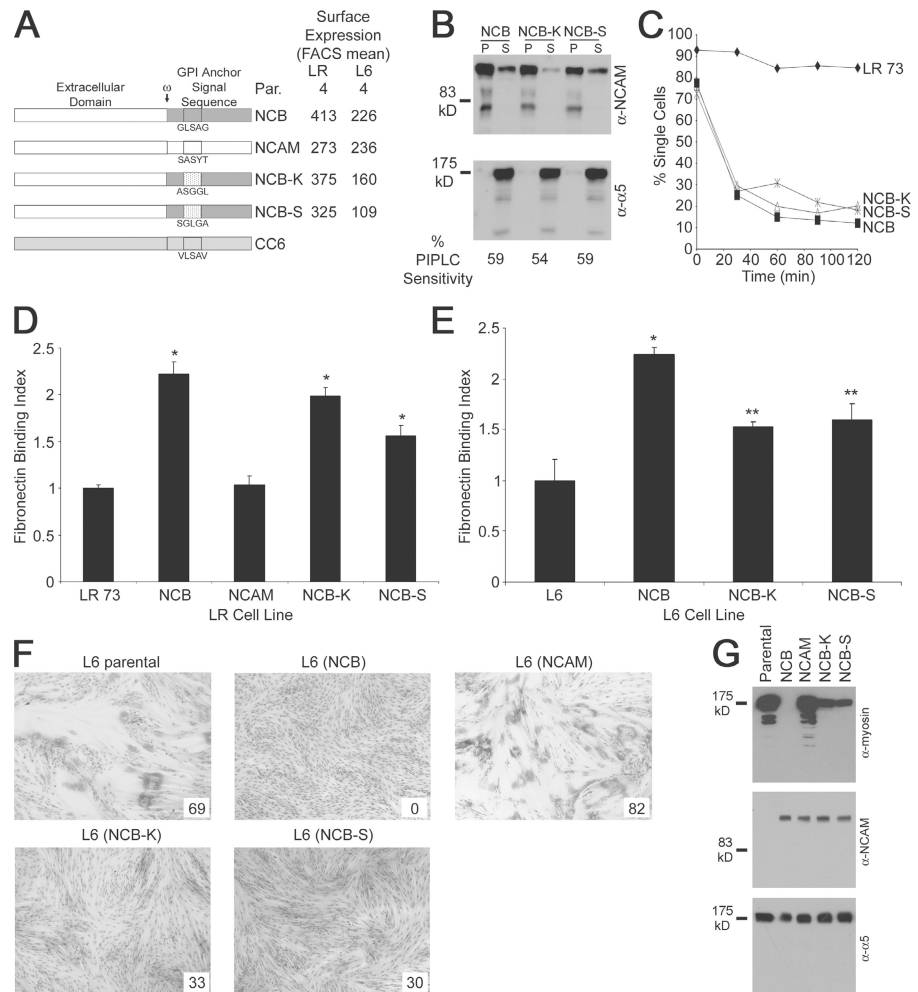 A
Surface
Expression
(FACS mean)
LR L6
Par. 4 4
Extracellular
Domain
ω
GPI Anchor
Signal
Sequence
NCB 413 226
GLSAG
NCAM 273 236
SASYT
NCB-K 375 160
ASGGL
NCB-S 325 109
SGLGA
CC6
VLSAV
B
NCB NCB-K NCB-S
P S P S P S
83
kD
α-NCAM
175
kD
α-α5
%
PIPLC
Sensitivity
59 54 59
C
% Single Cells
100
90
80
70
60
50
40
30
20
10
0
0 20 40 60 80 100 120
Time (min)
LR 73
NCB-K
NCB-S
NCB
D
Fibronectin Binding Index
2.5
2
1.5
1
0.5
0
* * *
LR 73 NCB NCAM NCB-K NCB-S
LR Cell Line
E
Fibronectin Binding Index
2.5
2
1.5
1
0.5
0
* ** **
L6 NCB NCB-K NCB-S
L6 Cell Line
F
L6 parental
69
L6 (NCB)
0
L6 (NCAM)
82
L6 (NCB-K)
33
L6 (NCB-S)
30
G
Parental
NCB
NCAM
NCB-K
NCB-S
175
kD
α-myosin
83
kD
α-NCAM
175
kD
α-α5